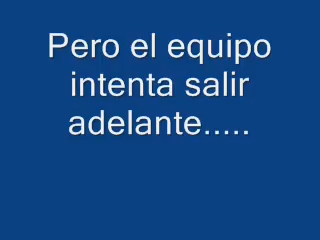 Pero el equipo
intenta salir
adelante.....